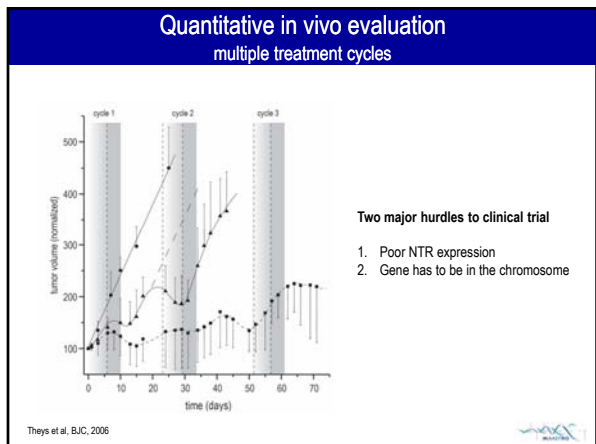 Quantitative in vivo evaluation
multiple treatment cycles
cycle 1 cycle 2 cycle 3
500
400
300
200
100
tumor volume (normalized)
0 10 20 30 40 50 60 70
time (days)
Two major hurdles to clinical trial
1. Poor NTR expression
2. Gene has to be in the chromosome
Theys et al, BJC, 2006
MAASTRO